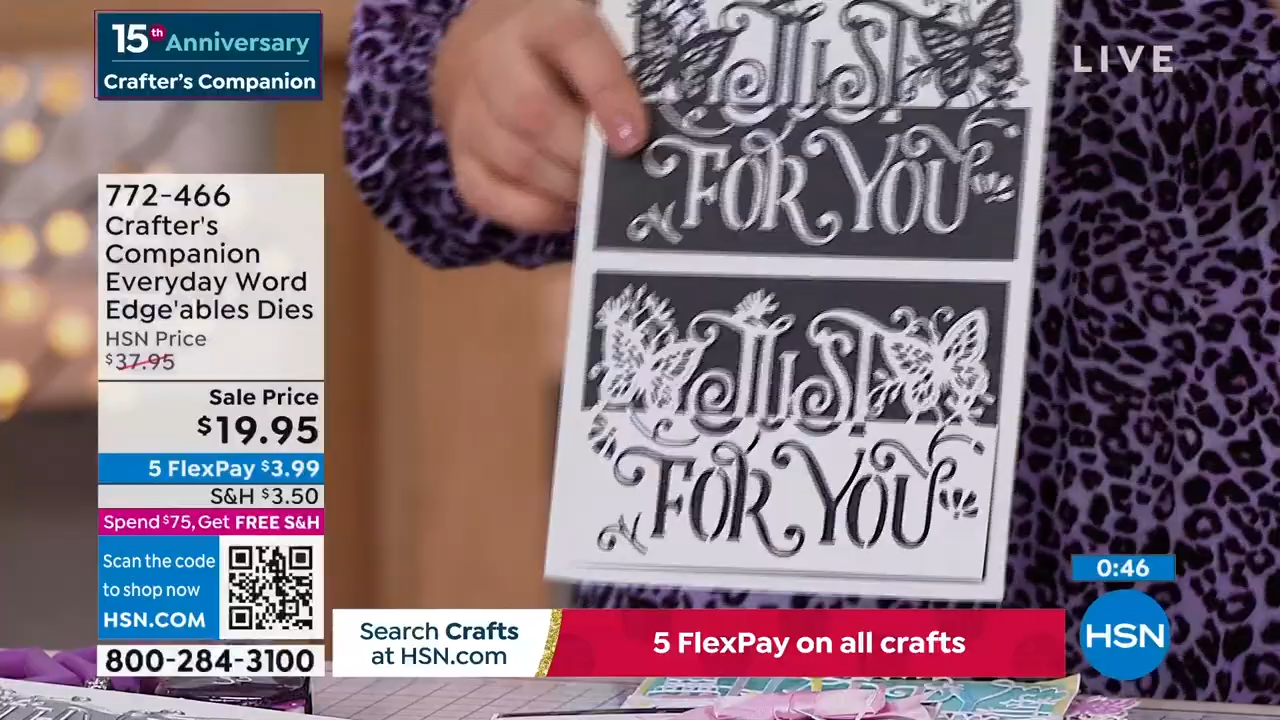 15th Anniversary
Crafter's Companion
LIVE
772-466
Crafter's
Companion
Everyday Word
Edge'ables Dies
HSN Price
$37.95
Sale Price
$19.95
5 FlexPay $3.99
S&H $3.50
Spend $75, Get FREE S&H
Scan the code
to shop now
HSN.COM
800-284-3100
JUST
FOR YOU
JUST
FOR YOU
Search Crafts
at HSN.com
5 FlexPay on all crafts
0:46
HSN